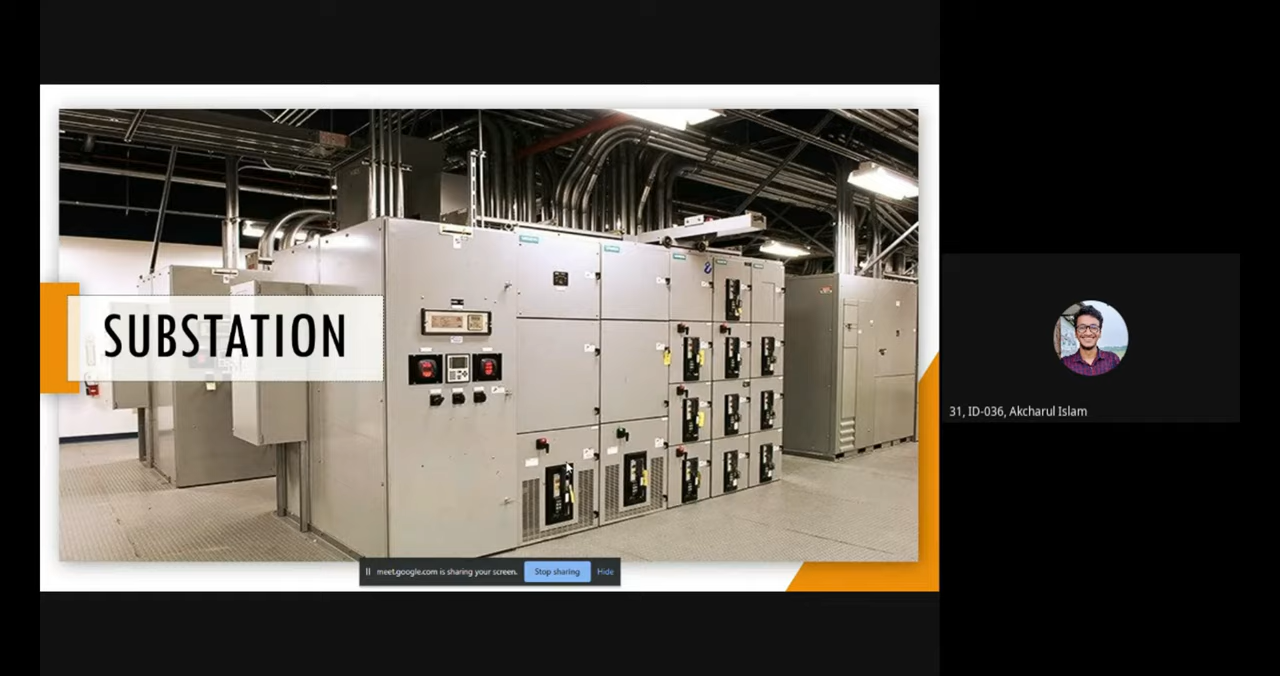 SUBSTATION
meet.google.com is sharing your screen.
Stop sharing
Hide
31, ID-036, Akcharul Islam